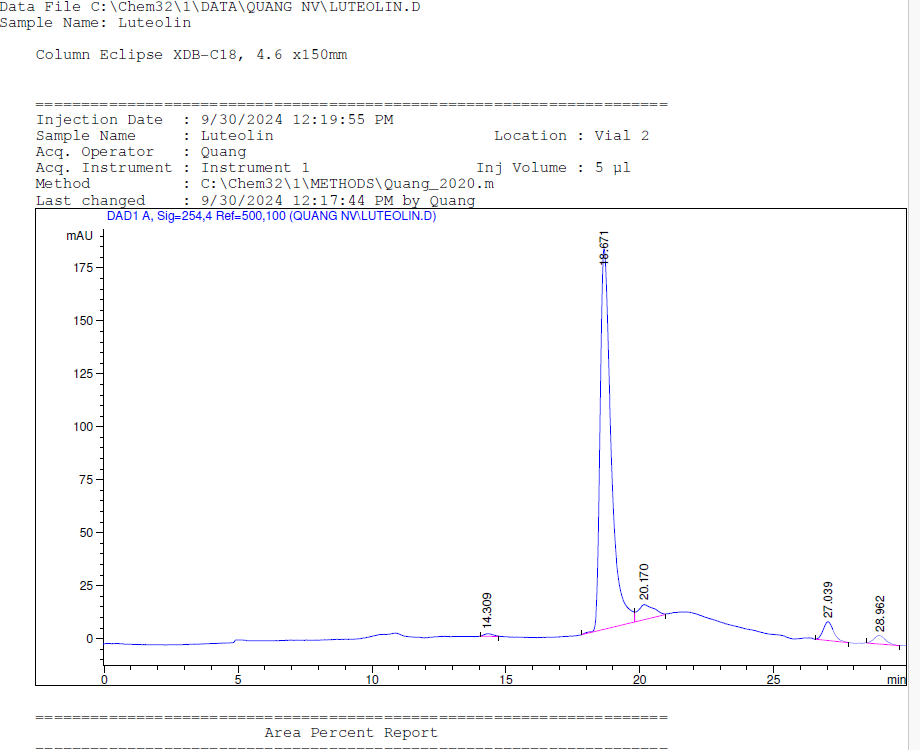 Data File C:\Chem32\1\DATA\QUANG NV\LUTEOLIN.D
Sample Name: Luteolin
Column Eclipse XDB-C18, 4.6 x150mm
=====================================================================
Injection Date  : 9/30/2024 12:19:55 PM
Sample Name     : Luteolin                        Location : Vial 2
Acq. Operator   : Quang
Acq. Instrument : Instrument 1                  Inj Volume : 5 µl
Method          : C:\Chem32\1\METHODS\Quang_2020.m
Last changed    : 9/30/2024 12:17:44 PM by Quang
DAD1 A, Sig=254,4 Ref=500,100 (QUANG NV\LUTEOLIN.D)
mAU
175
150
125
100
75
50
25
0
14.309
18.671
20.170
27.039
28.962
0 5 10 15 20 25 min
=====================================================================
Area Percent Report
=====================================================================